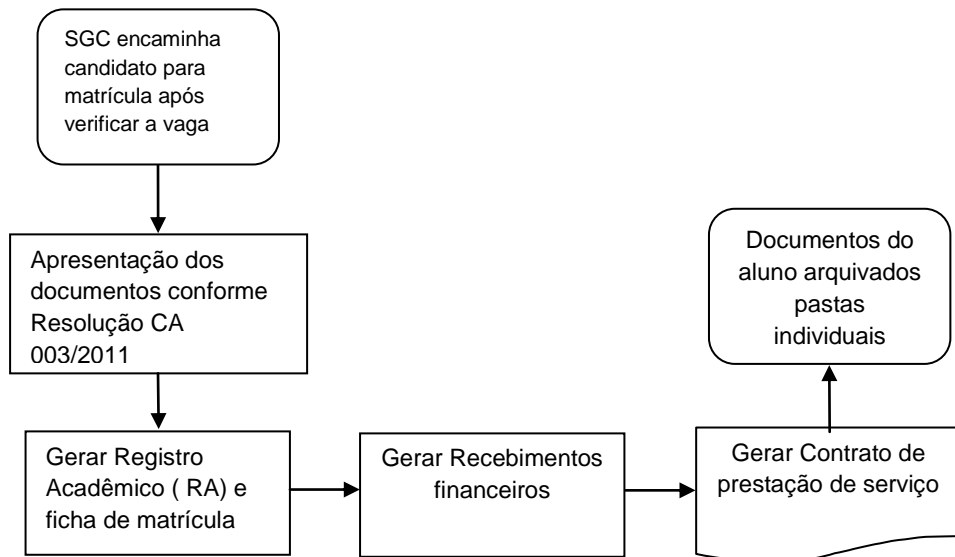 SGC encaminha
candidato para
matrícula após
verificar a vaga
Apresentação dos
documentos conforme
Resolução CA
003/2011
Gerar Registro
Acadêmico ( RA) e
ficha de matrícula
Gerar Recebimentos
financeiros
Gerar Contrato de
prestação de serviço
Documentos do
aluno arquivados
pastas
individuais